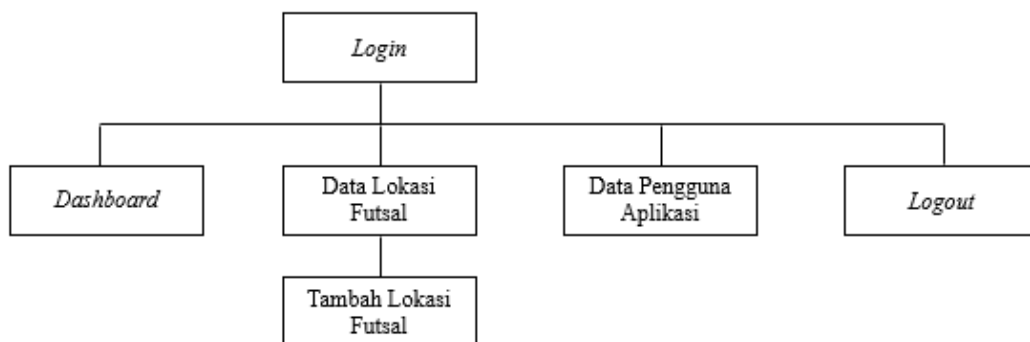 Login
Dashboard
Data Lokasi
Futsal
Data Pengguna
Aplikasi
Logout
Tambah Lokasi
Futsal